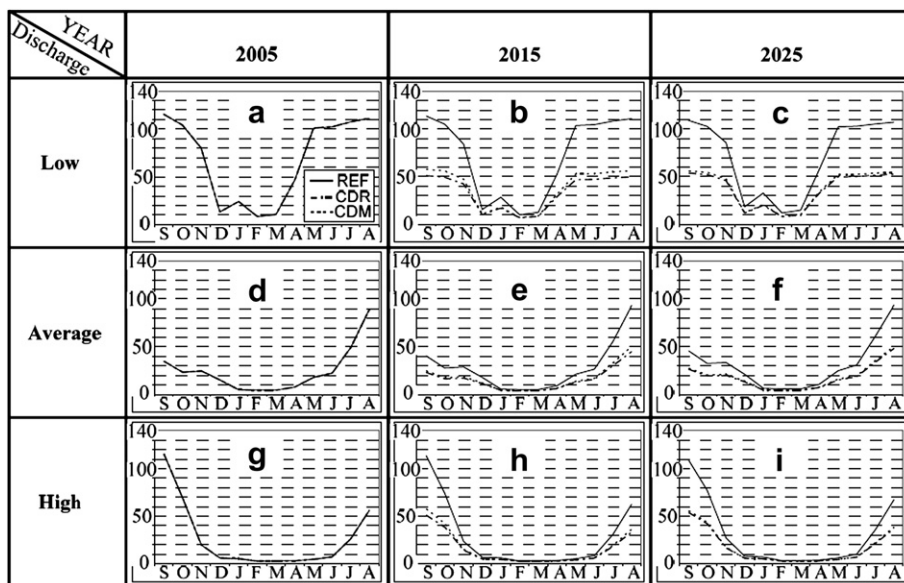 YEAR
Discharge
2005
2015
2025
Low
a
140
100
50
0
S O N D J F M A M J J A
REF
CDR
CDM
b
140
100
50
0
S O N D J F M A M J J A
c
140
100
50
0
S O N D J F M A M J J A
Average
d
140
100
50
0
S O N D J F M A M J J A
e
140
100
50
0
S O N D J F M A M J J A
f
140
100
50
0
S O N D J F M A M J J A
High
g
140
100
50
0
S O N D J F M A M J J A
h
140
100
50
0
S O N D J F M A M J J A
i
140
100
50
0
S O N D J F M A M J J A